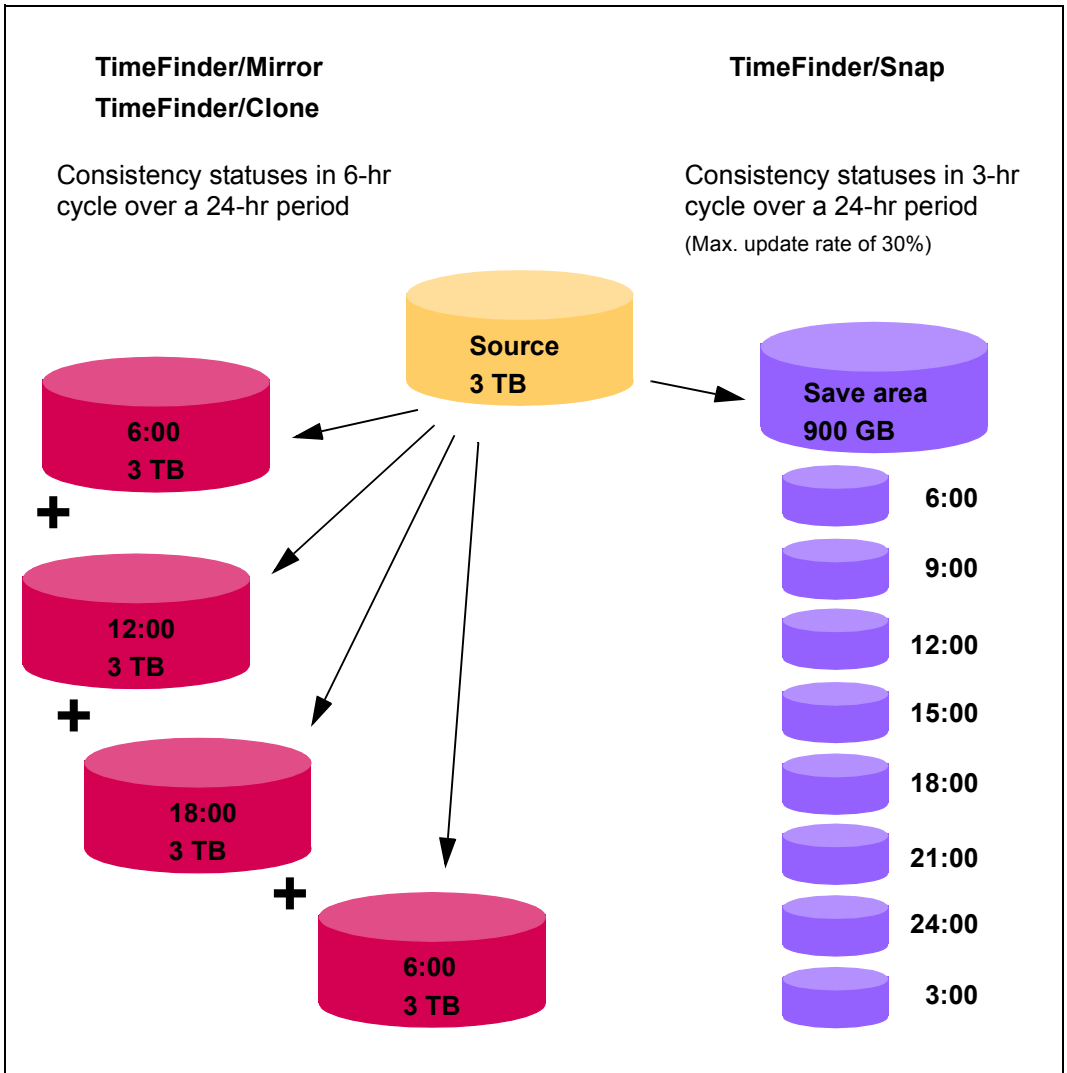 TimeFinder/Mirror
TimeFinder/Clone
Consistency statuses in 6-hr
cycle over a 24-hr period
TimeFinder/Snap
Consistency statuses in 3-hr
cycle over a 24-hr period
(Max. update rate of 30%)
Source
3 TB
6:00
3 TB
+
12:00
3 TB
+
18:00
3 TB
+
6:00
3 TB
Save area
900 GB
6:00
9:00
12:00
15:00
18:00
21:00
24:00
3:00